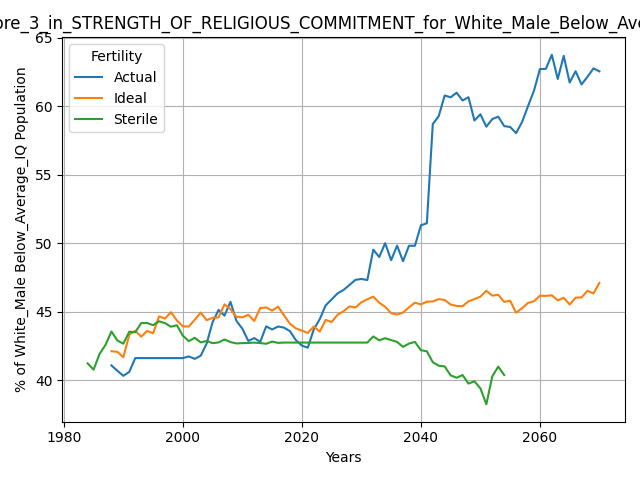 ore_3_in_STRENGTH_OF_RELIGIOUS_COMMITMENT_for_White_Male_Below_Ave
Fertility
Actual
Ideal
Sterile
65
60
55
50
45
40
% of White_Male Below_Average_IQ Population
1980
2000
2020
2040
2060
Years